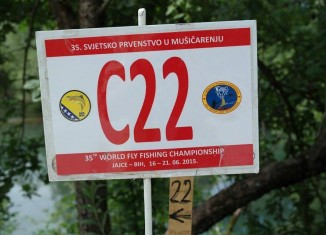 35. SVJETSKO PRVENSTVO U MUŠIČARENJU
C22
35TH WORLD FLY FISHING CHAMPIONSHIP
JAJCE – BIH, 16 – 21. 06. 2015.
22